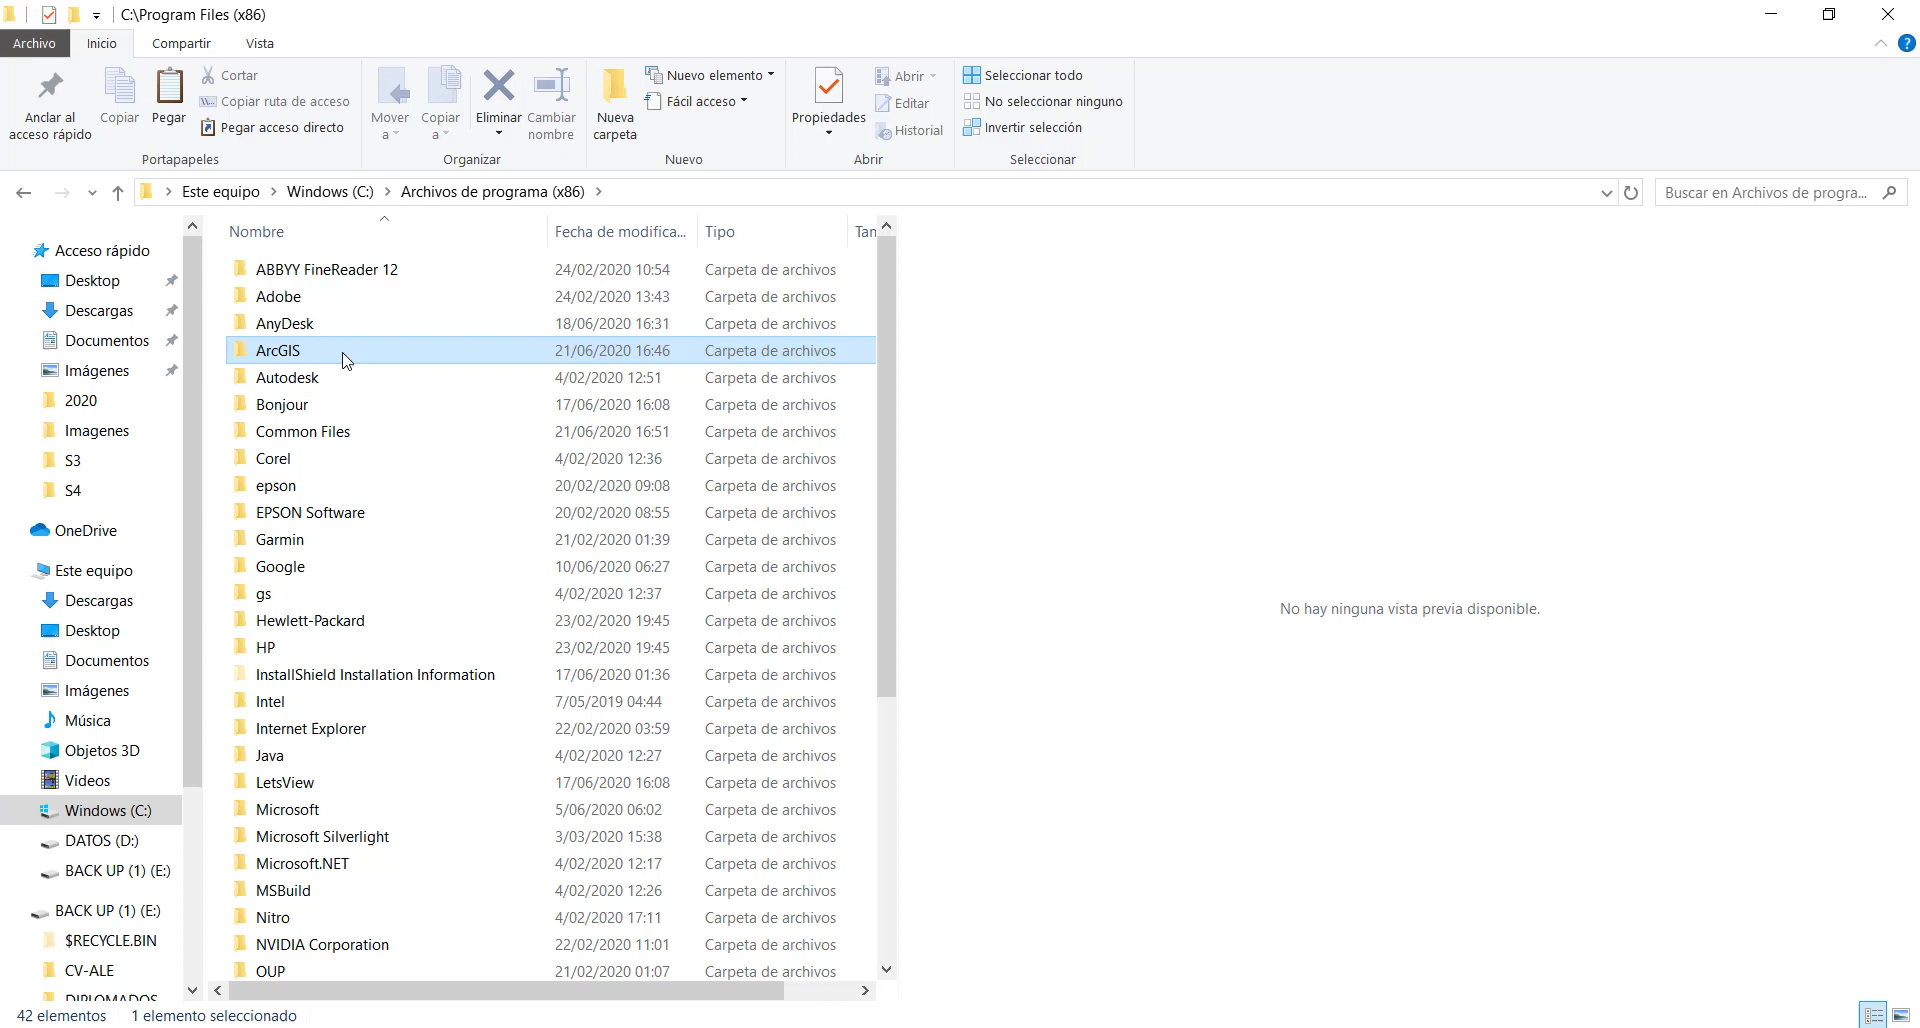 C:\Program Files (x86)
Archivo Inicio Compartir Vista
Anclar al acceso rápido
Copiar
Pegar
Cortar
Copiar ruta de acceso
Pegar acceso directo
Portapapeles
Mover a
Copiar a
Eliminar
Cambiar nombre
Organizar
Nueva carpeta
Nuevo elemento
Fácil acceso
Nuevo
Propiedades
Abrir
Editar
Historial
Abrir
Seleccionar todo
No seleccionar ninguno
Invertir selección
Seleccionar
Este equipo > Windows (C:) > Archivos de programa (x86) >
Buscar en Archivos de progra...
Acceso rápido
Desktop
Descargas
Documentos
Imágenes
2020
Imagenes
S3
S4
OneDrive
Este equipo
Descargas
Desktop
Documentos
Imágenes
Música
Objetos 3D
Videos
Windows (C:)
DATOS (D:)
BACK UP (1) (E:)
BACK UP (1) (E:)
$RECYCLE.BIN
CV-ALE
DIPLOMADOS
Nombre Fecha de modifica... Tipo Tan
ABBYY FineReader 12 24/02/2020 10:54 Carpeta de archivos
Adobe 24/02/2020 13:43 Carpeta de archivos
AnyDesk 18/06/2020 16:31 Carpeta de archivos
ArcGIS 21/06/2020 16:46 Carpeta de archivos
Autodesk 4/02/2020 12:51 Carpeta de archivos
Bonjour 17/06/2020 16:08 Carpeta de archivos
Common Files 21/06/2020 16:51 Carpeta de archivos
Corel 4/02/2020 12:36 Carpeta de archivos
epson 20/02/2020 09:08 Carpeta de archivos
EPSON Software 20/02/2020 08:55 Carpeta de archivos
Garmin 21/02/2020 01:39 Carpeta de archivos
Google 10/06/2020 06:27 Carpeta de archivos
gs 4/02/2020 12:37 Carpeta de archivos
Hewlett-Packard 23/02/2020 19:45 Carpeta de archivos
HP 23/02/2020 19:45 Carpeta de archivos
InstallShield Installation Information 17/06/2020 01:36 Carpeta de archivos
Intel 7/05/2019 04:44 Carpeta de archivos
Internet Explorer 22/02/2020 03:59 Carpeta de archivos
Java 4/02/2020 12:27 Carpeta de archivos
LetsView 17/06/2020 16:08 Carpeta de archivos
Microsoft 5/06/2020 06:02 Carpeta de archivos
Microsoft Silverlight 3/03/2020 15:38 Carpeta de archivos
Microsoft.NET 4/02/2020 12:17 Carpeta de archivos
MSBuild 4/02/2020 12:26 Carpeta de archivos
Nitro 4/02/2020 17:11 Carpeta de archivos
NVIDIA Corporation 22/02/2020 11:01 Carpeta de archivos
OUP 21/02/2020 01:07 Carpeta de archivos
No hay ninguna vista previa disponible.
42 elementos 1 elemento seleccionado